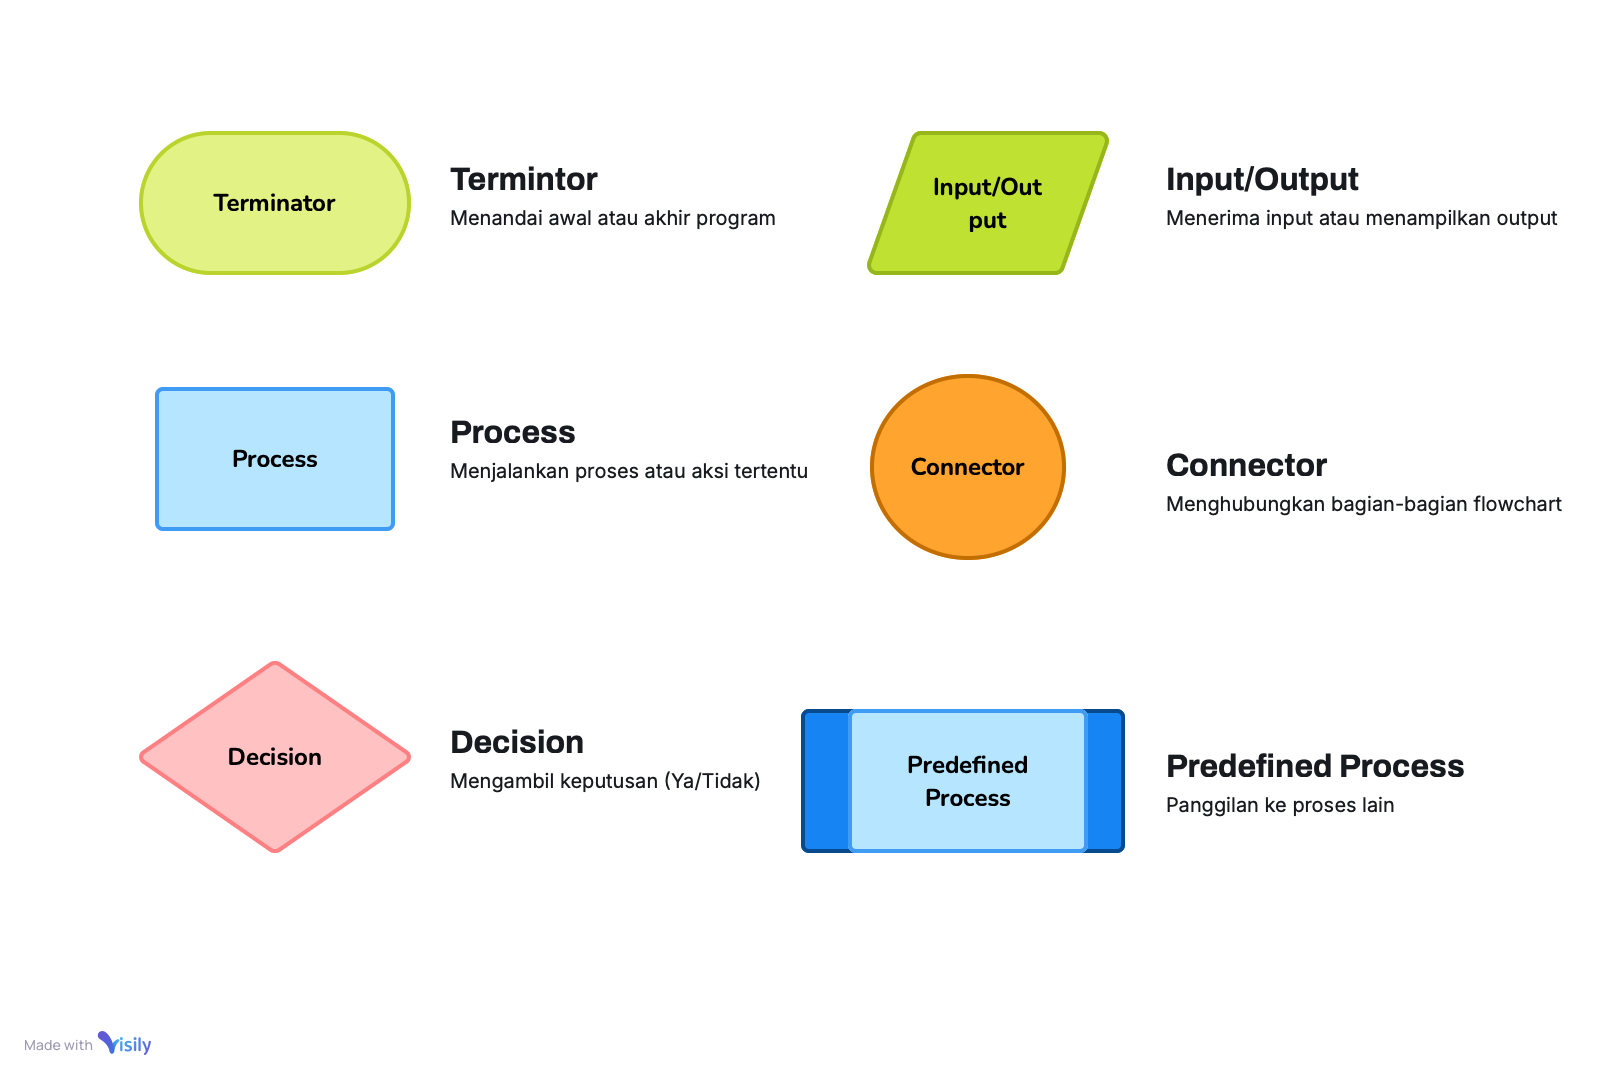 Terminator
Termintor
Menandai awal atau akhir program
Input/Out
put
Input/Output
Menerima input atau menampilkan output
Process
Process
Menjalankan proses atau aksi tertentu
Connector
Connector
Menghubungkan bagian-bagian flowchart
Decision
Decision
Mengambil keputusan (Ya/Tidak)
Predefined
Process
Predefined Process
Panggilan ke proses lain
Made with Visily